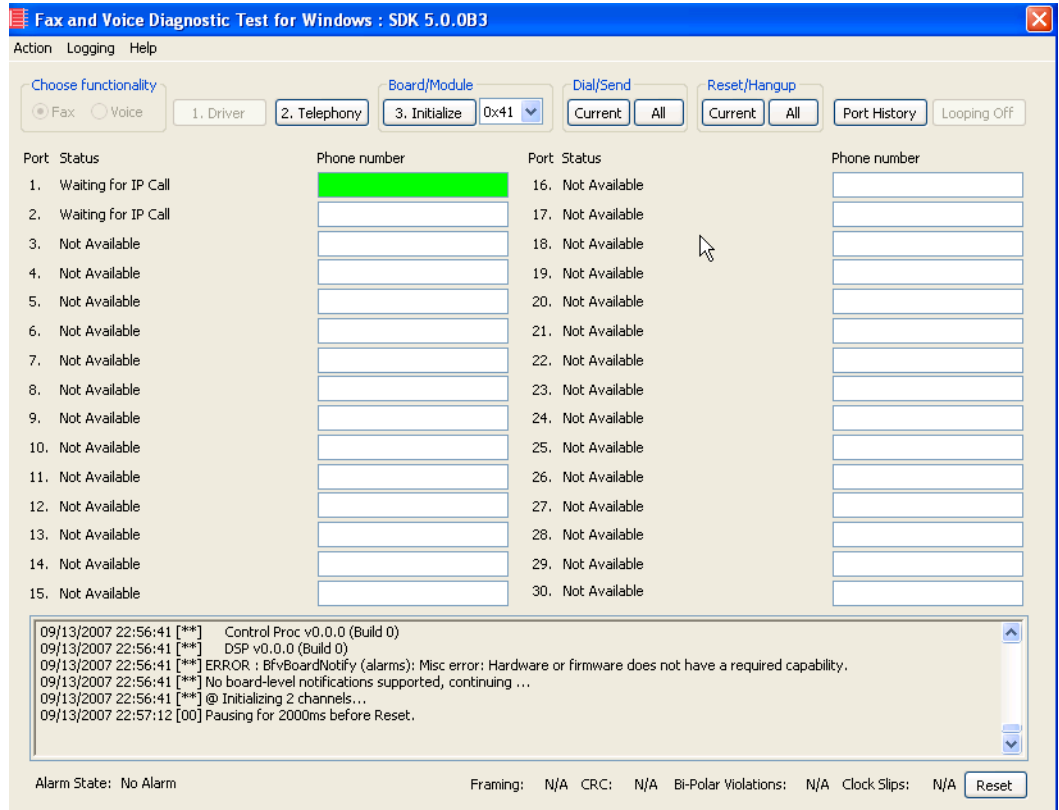 Fax and Voice Diagnostic Test for Windows : SDK 5.0.0B3
Action Logging Help
Choose functionality Board/Module Dial/Send Reset/Hangup
Fax Voice 1. Driver 2. Telephony 3. Initialize 0x41 Current All Current All Port History Looping Off
Port Status Phone number Port Status Phone number
1. Waiting for IP Call 16. Not Available
2. Waiting for IP Call 17. Not Available
3. Not Available 18. Not Available
4. Not Available 19. Not Available
5. Not Available 20. Not Available
6. Not Available 21. Not Available
7. Not Available 22. Not Available
8. Not Available 23. Not Available
9. Not Available 24. Not Available
10. Not Available 25. Not Available
11. Not Available 26. Not Available
12. Not Available 27. Not Available
13. Not Available 28. Not Available
14. Not Available 29. Not Available
15. Not Available 30. Not Available
09/13/2007 22:56:41 [**] Control Proc v0.0.0 (Build 0)
09/13/2007 22:56:41 [**] DSP v0.0.0 (Build 0)
09/13/2007 22:56:41 [**] ERROR : BfvBoardNotify (alarms): Misc error: Hardware or firmware does not have a required capability.
09/13/2007 22:56:41 [**] No board-level notifications supported, continuing ...
09/13/2007 22:56:41 [**] @ Initializing 2 channels...
09/13/2007 22:57:12 [00] Pausing for 2000ms before Reset.
Alarm State: No Alarm Framing: N/A CRC: N/A Bi-Polar Violations: N/A Clock Slips: N/A Reset